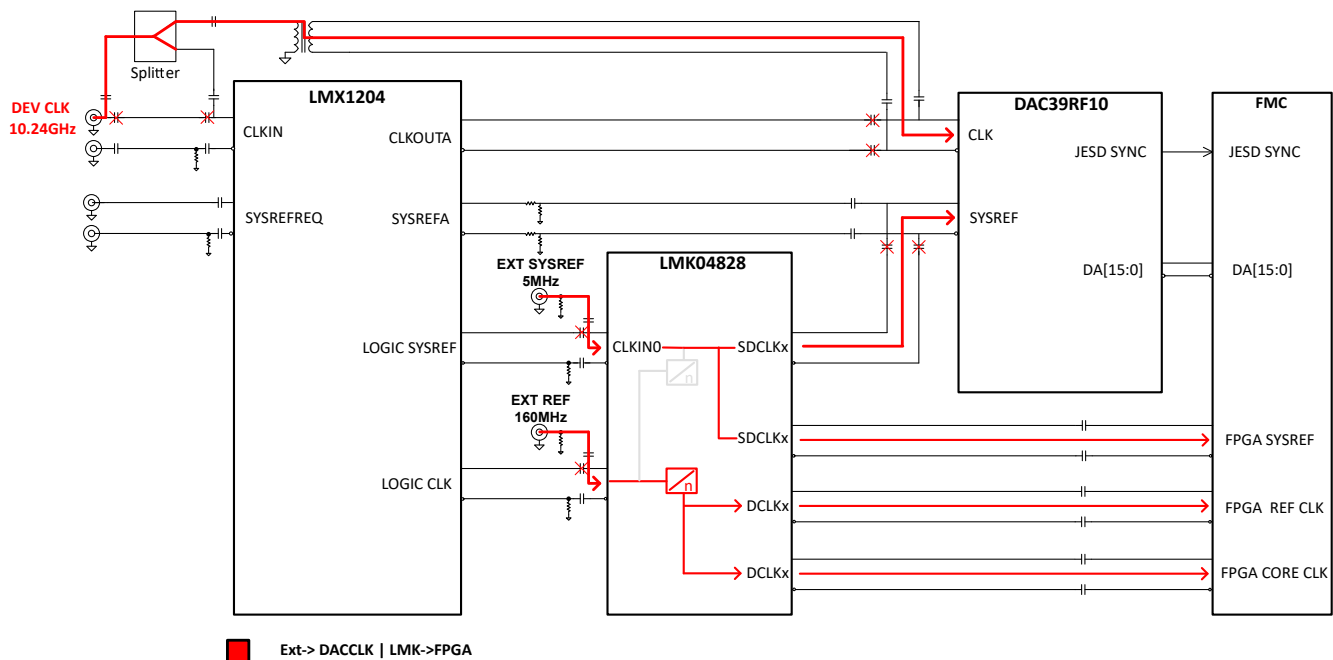 Splitter
DEV CLK
10.24GHz
LMX1204
CLKIN
CLKOUTA
SYSREFREQ
SYSREFA
LOGIC SYSREF
LOGIC CLK
EXT SYSREF
5MHz
EXT REF
160MHz
LMK04828
CLKIN0
n
SDCLKx
SDCLKx
n
DCLKx
DCLKx
DAC39RF10
CLK
JESD SYNC
SYSREF
DA[15:0]
FMC
JESD SYNC
DA[15:0]
FPGA SYSREF
FPGA REF CLK
FPGA CORE CLK
Ext-> DACCLK | LMK->FPGA